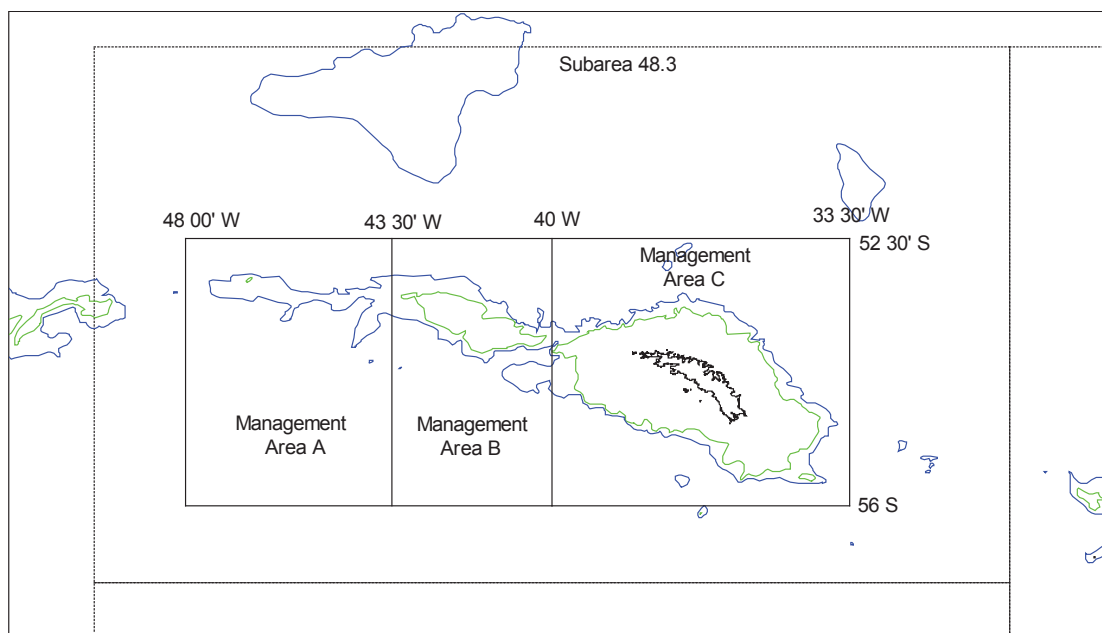 Subarea 48.3
48 00' W
43 30' W
40 W
33 30' W
52 30' S
Management
Area C
Management
Area A
Management
Area B
56 S